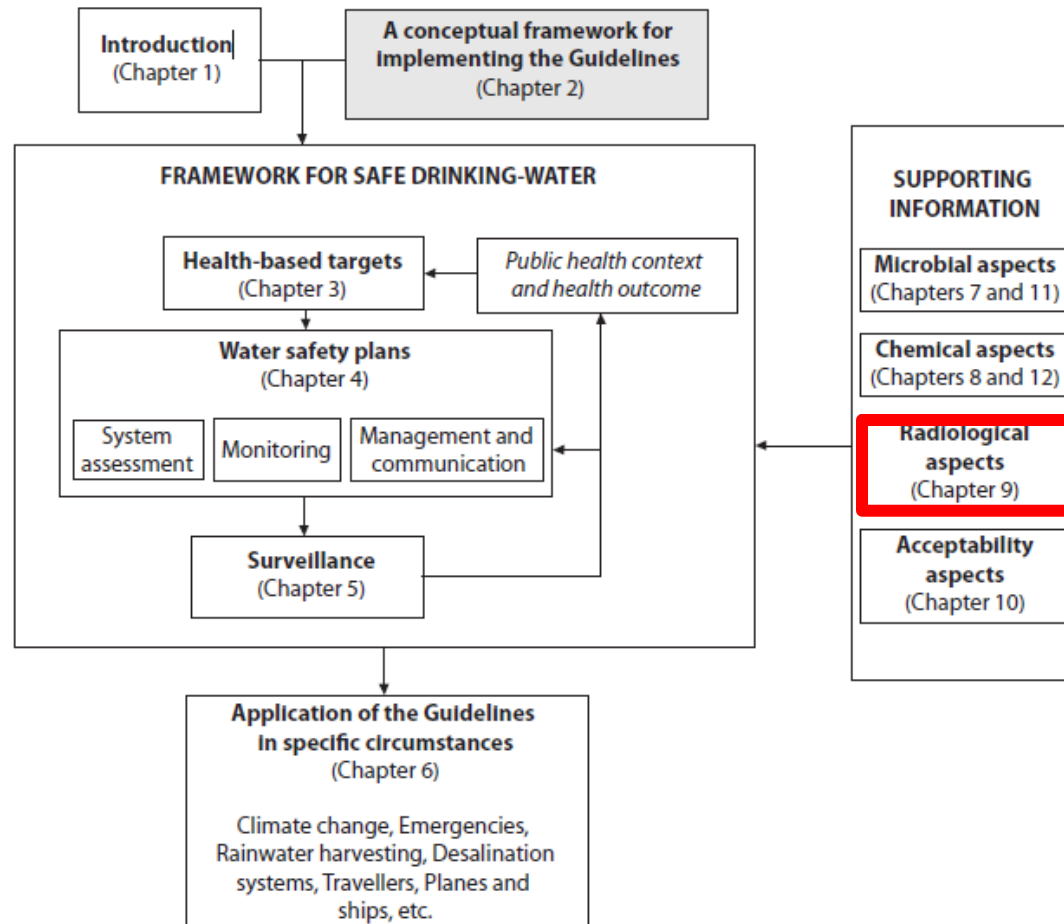 Introduction
(Chapter 1)
A conceptual framework for
implementing the Guidelines
(Chapter 2)
FRAMEWORK FOR SAFE DRINKING-WATER
Health-based targets
(Chapter 3)
Public health context
and health outcome
Water safety plans
(Chapter 4)
System
assessment
Monitoring
Management and
communication
Surveillance
(Chapter 5)
SUPPORTING
INFORMATION
Microbial aspects
(Chapters 7 and 11)
Chemical aspects
(Chapters 8 and 12)
Radiological
aspects
(Chapter 9)
Acceptability
aspects
(Chapter 10)
Application of the Guidelines
in specific circumstances
(Chapter 6)
Climate change, Emergencies,
Rainwater harvesting, Desalination
systems, Travellers, Planes and
ships, etc.